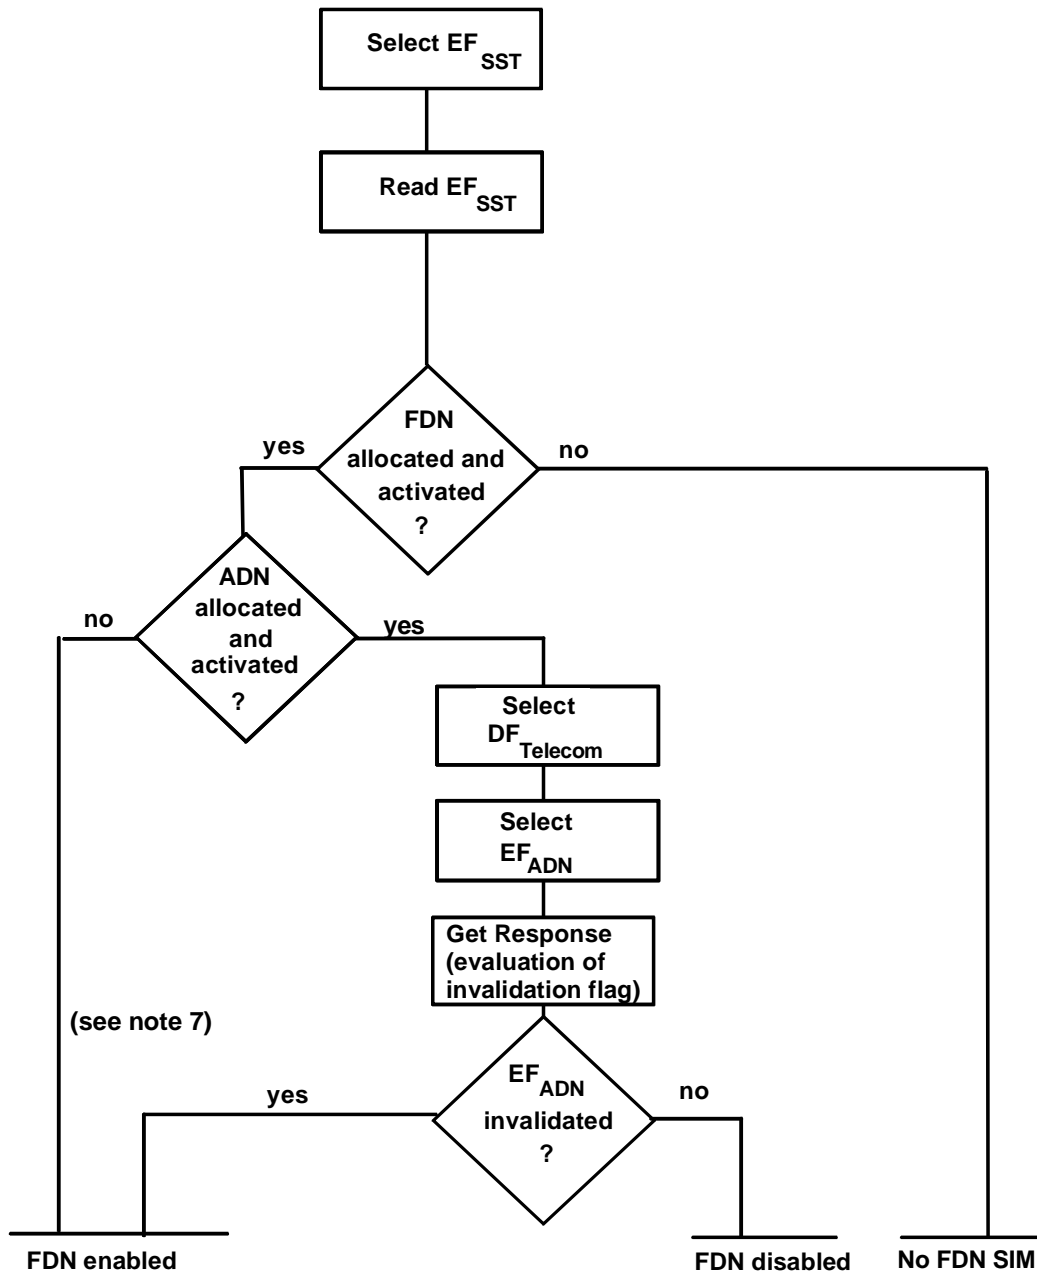 Select EF SST
Read EF SST
FDN
allocated and
activated
?
yes
no
ADN
allocated
and
activated
?
no
yes
Select
DF Telecom
Select
EF ADN
Get Response
(evaluation of
invalidation flag)
(see note 7)
EF ADN
invalidated
?
yes
no
FDN enabled
FDN disabled
No FDN SIM